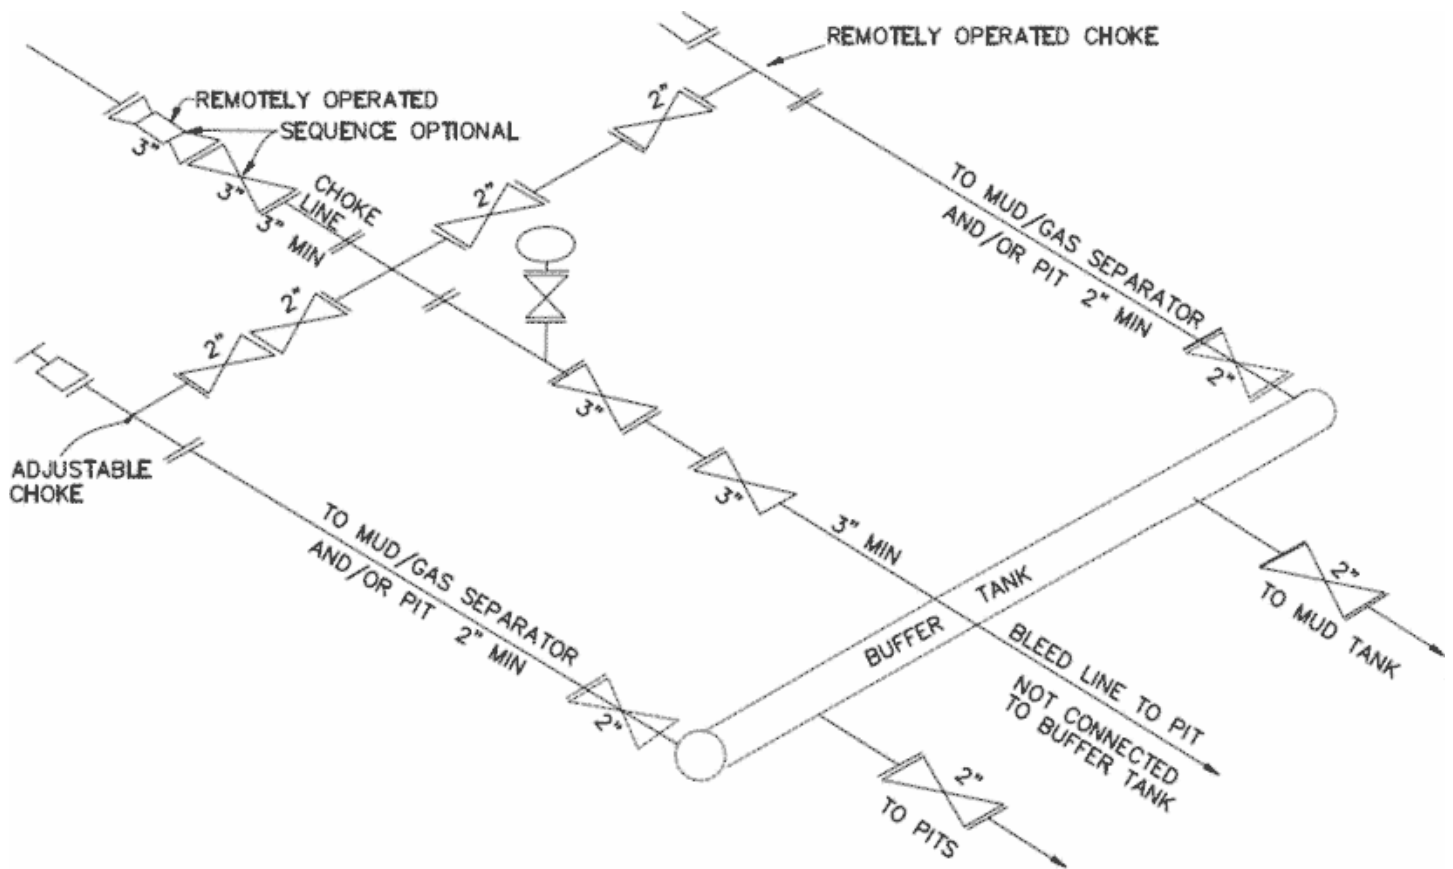 REMOTELY OPERATED CHOKE
REMOTELY OPERATED
SEQUENCE OPTIONAL
3"
3"
CHOKE
LINE
3" MIN
2"
2"
2"
2"
ADJUSTABLE
CHOKE
TO MUD/GAS SEPARATOR
AND/OR PIT 2" MIN
2"
3"
3"
3" MIN
TO MUD/GAS SEPARATOR
AND/OR PIT 2" MIN
2"
BUFFER TANK
BLEED LINE TO PIT
NOT CONNECTED
TO BUFFER TANK
2"
TO MUD TANK
2"
TO PITS